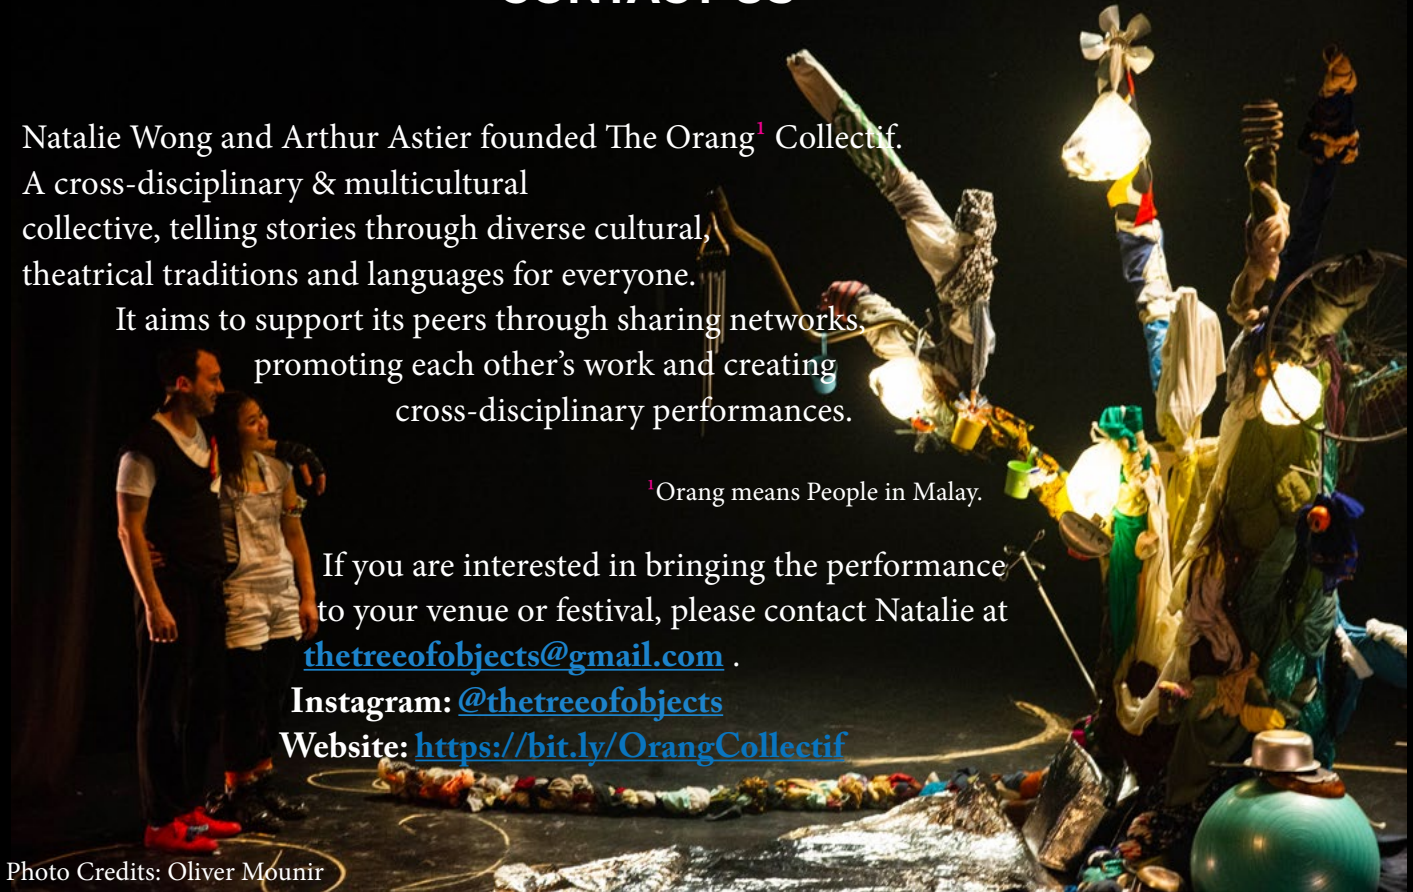 CONTACT US
Natalie Wong and Arthur Astier founded The Orang¹ Collectif.
A cross-disciplinary & multicultural
collective, telling stories through diverse cultural,
theatrical traditions and languages for everyone.
It aims to support its peers through sharing networks,
promoting each other’s work and creating
cross-disciplinary performances.
¹Orang means People in Malay.
If you are interested in bringing the performance
to your venue or festival, please contact Natalie at
thetreeofobjects@gmail.com .
Instagram: @thetreeofobjects
Website: https://bit.ly/OrangCollectif
Photo Credits: Oliver Mounir